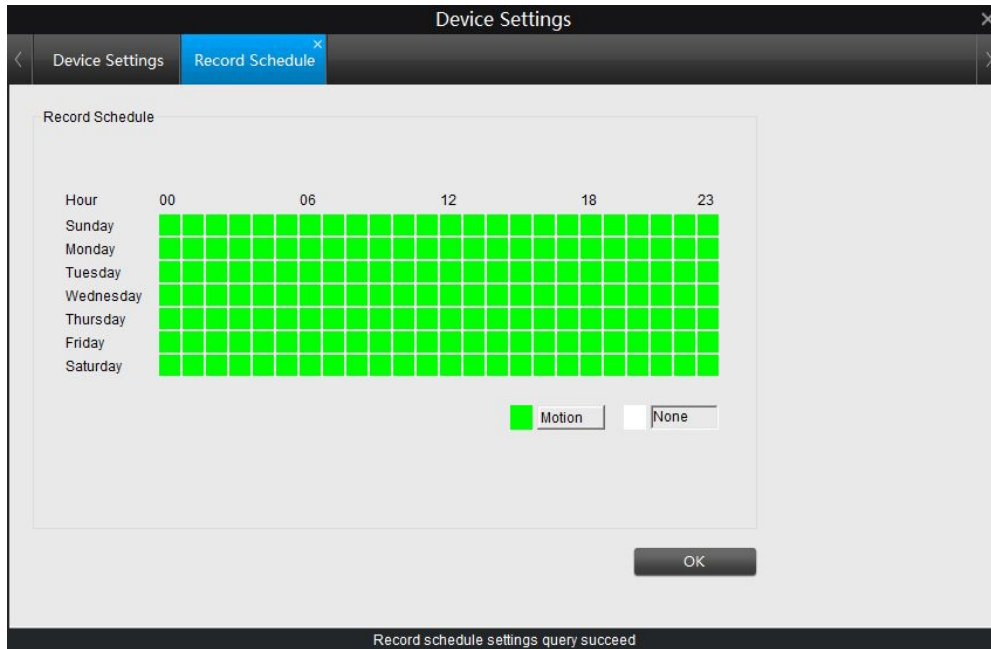 Device Settings
Device Settings Record Schedule
Record Schedule
Hour 00 06 12 18 23
Sunday
Monday
Tuesday
Wednesday
Thursday
Friday
Saturday
Motion None
OK
Record schedule settings query succeed